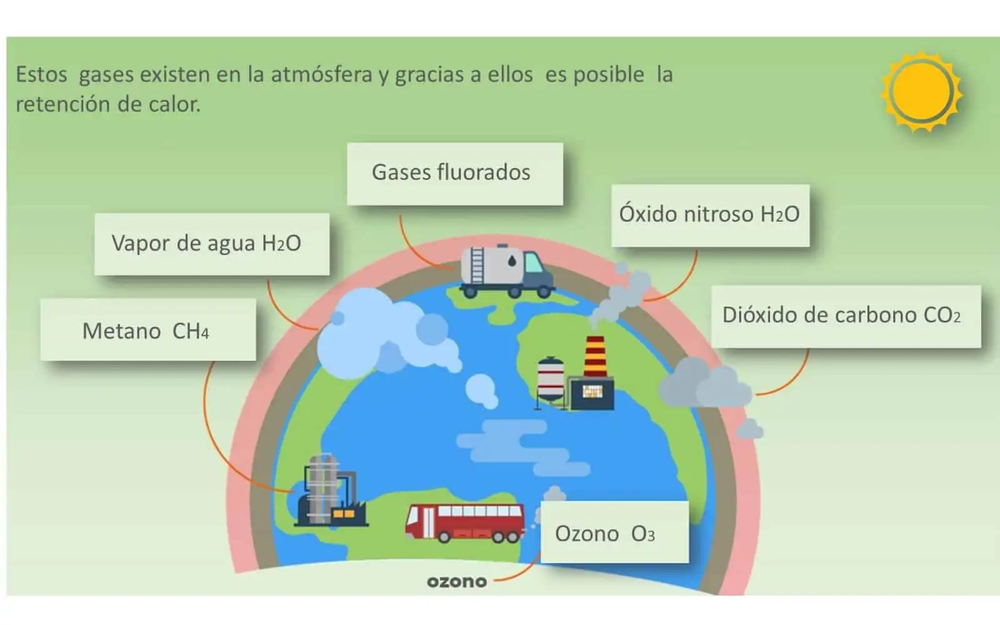 Estos gases existen en la atmósfera y gracias a ellos es posible la
retención de calor.
Gases fluorados
Óxido nitroso H2O
Vapor de agua H2O
Dióxido de carbono CO2
Metano CH4
Ozono O3
ozono